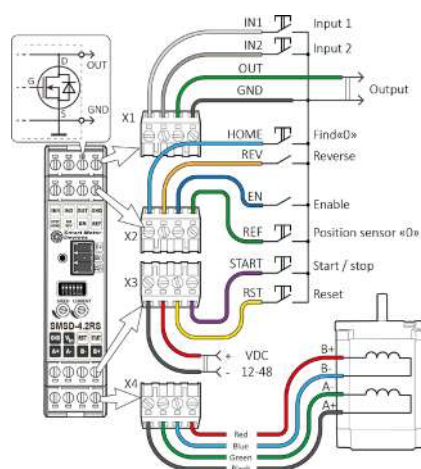 IN1 Input 1
IN2 Input 2
D OUT
G
S GND
OUT
GND
Output
X1
HOME Find«0»
REV Reverse
EN Enable
X2
REF Position sensor «0»
X3
START Start / stop
RST Reset
SMSD-4.2RS
+ VDC
- 12-48
X4
B+
B-
A-
A+
Red
Blue
Green
Black